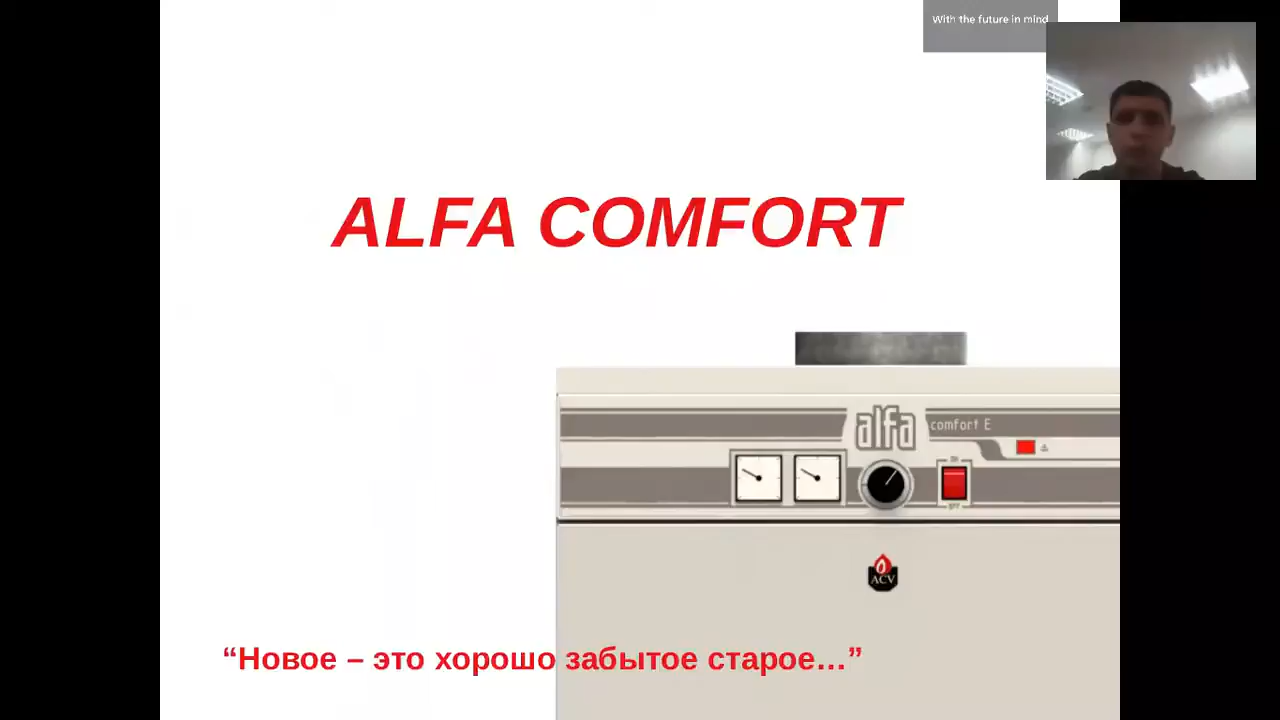 With the future in mind
ALFA COMFORT
alfa
comfort E
ACV
“Новое – это хорошо забытое старое…”